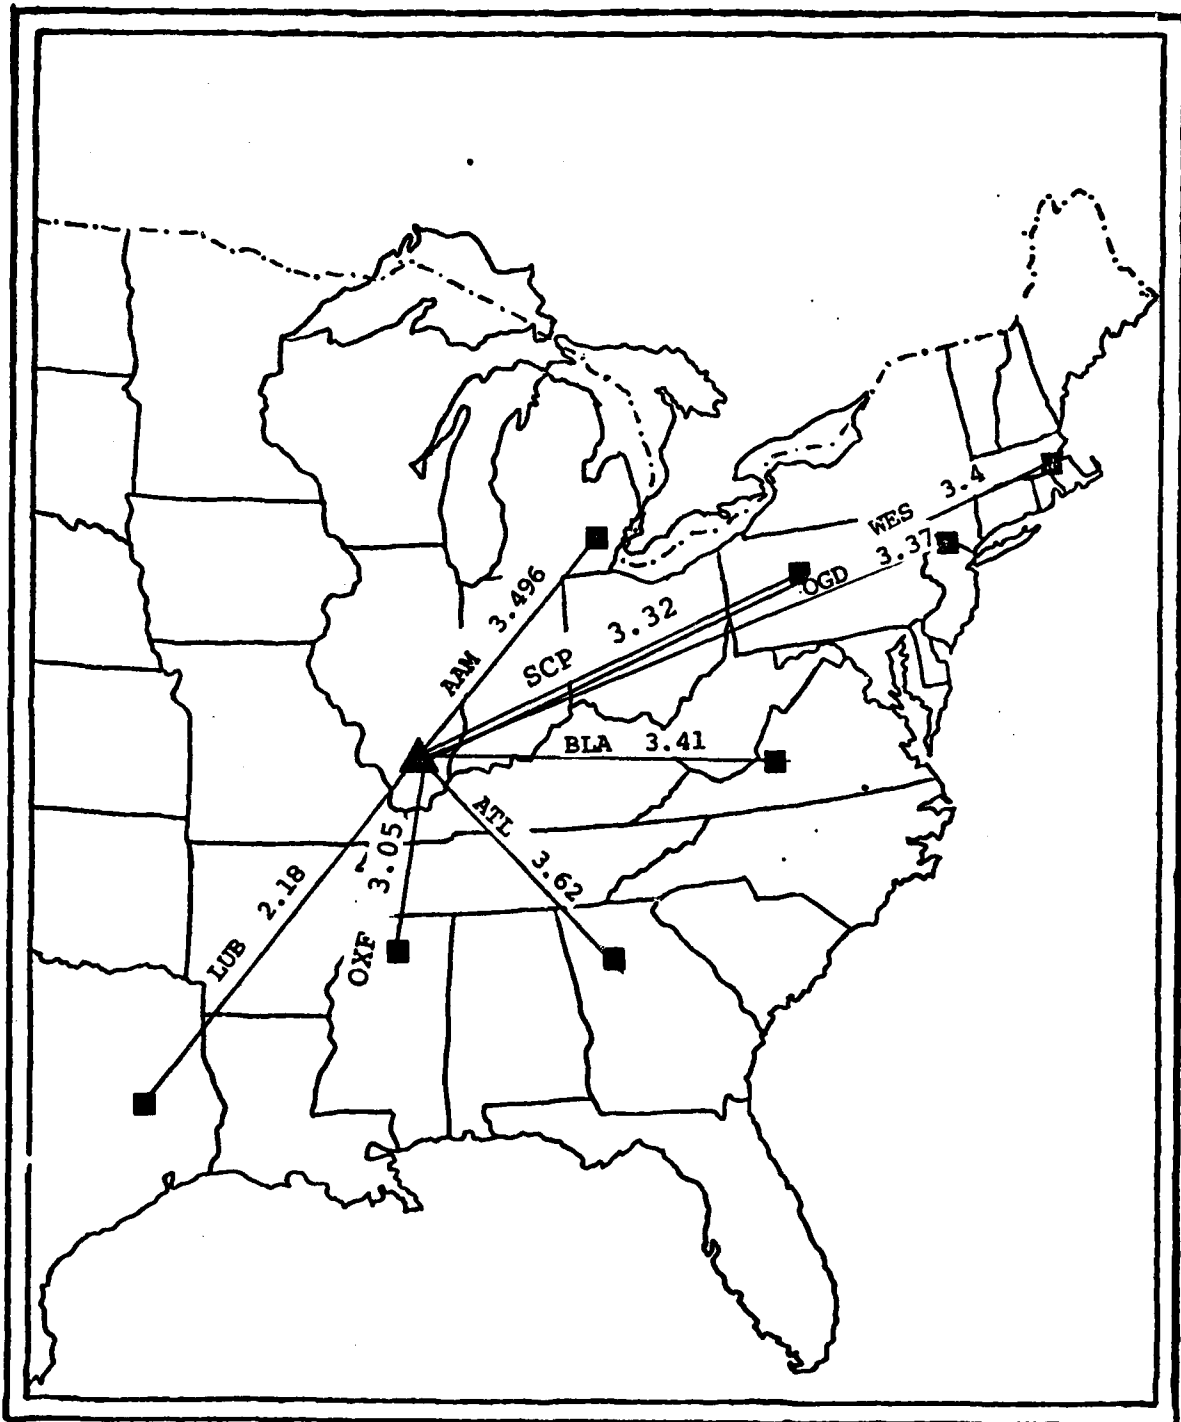 WES 3.4
OGD 3.37
AAM 3.496
SCP 3.32
BLA 3.41
ATL 3.62
OXF 3.05
LUB 2.18